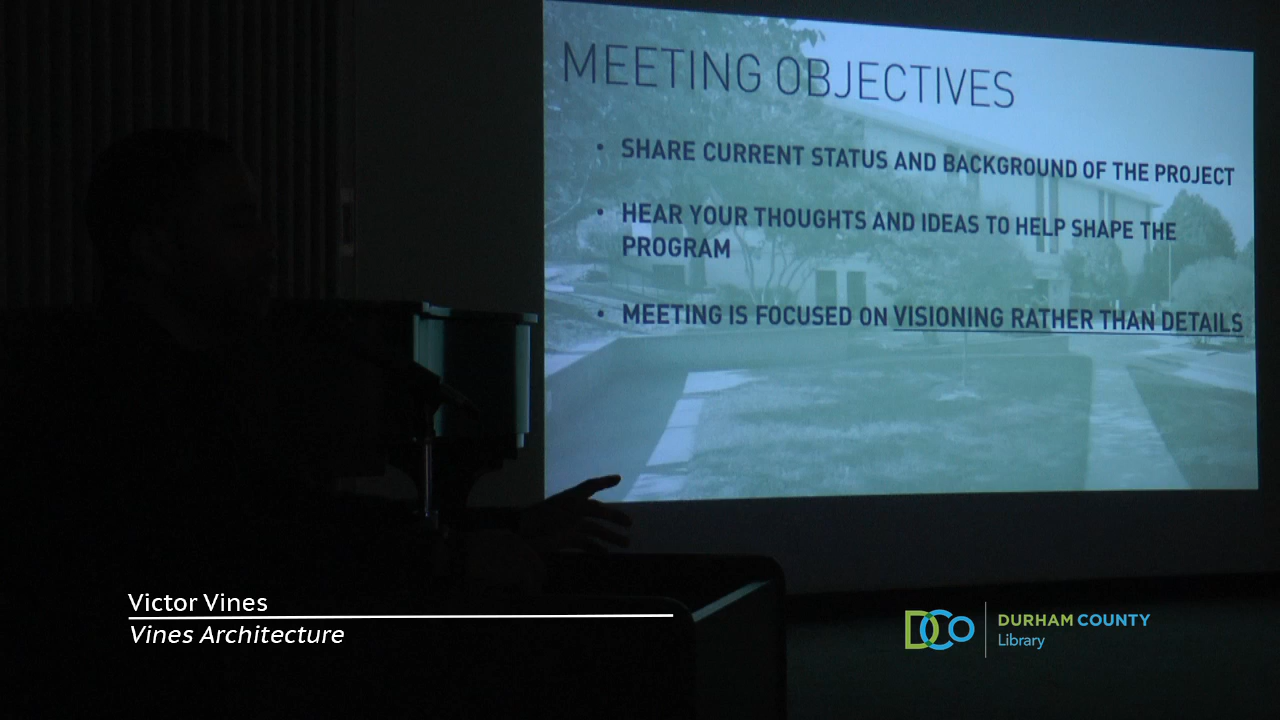 MEETING OBJECTIVES
• SHARE CURRENT STATUS AND BACKGROUND OF THE PROJECT
• HEAR YOUR THOUGHTS AND IDEAS TO HELP SHAPE THE
PROGRAM
• MEETING IS FOCUSED ON VISIONING RATHER THAN DETAILS
Victor Vines
Vines Architecture
DCo
DURHAM COUNTY
Library